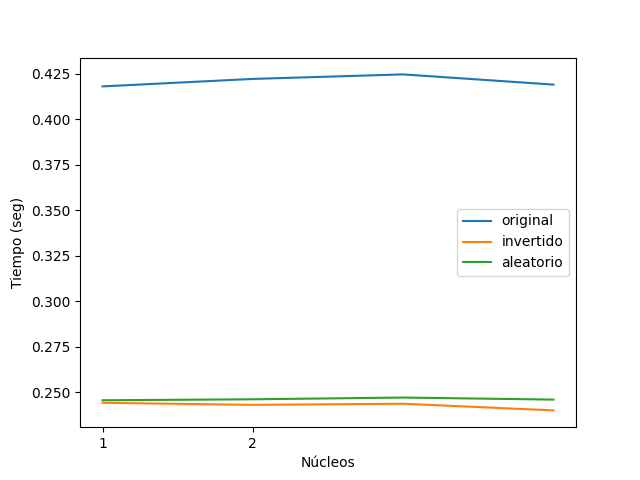 0.425
0.400
0.375
0.350
0.325
0.300
0.275
0.250
Tiempo (seg)
original
invertido
aleatorio
1 2
Núcleos